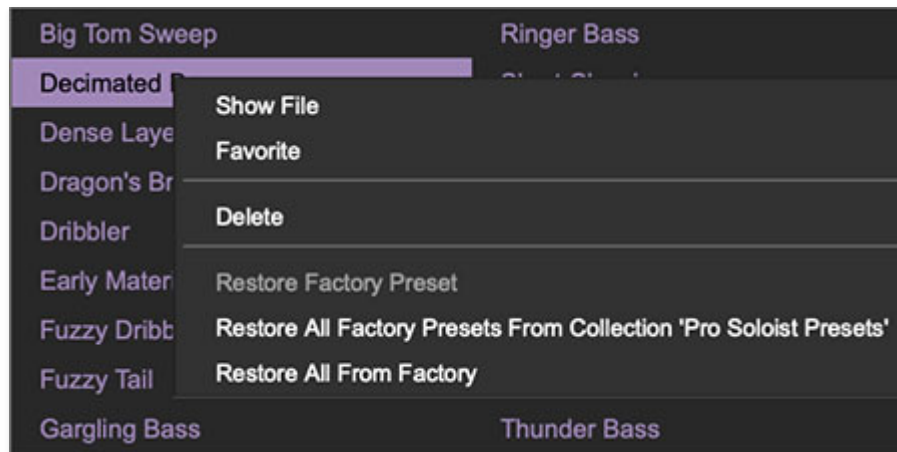 Big Tom Sweep
Ringer Bass
Decimated
Show File
Dense Laye
Favorite
Dragon's Br
Delete
Dribbler
Early Materi
Restore Factory Preset
Fuzzy Dribb
Restore All Factory Presets From Collection 'Pro Soloist Presets'
Fuzzy Tail
Restore All From Factory
Gargling Bass
Thunder Bass